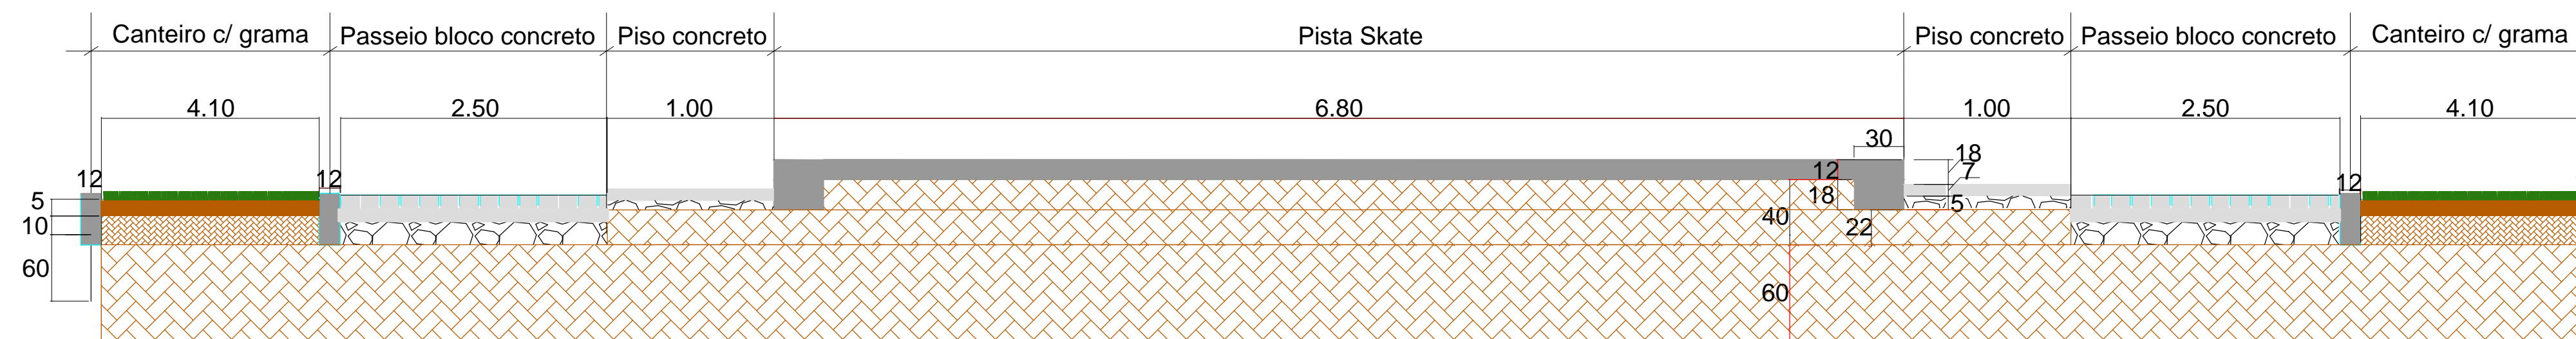 Canteiro c/ grama Passeio bloco concreto Piso concreto Pista Skate Piso concreto Passeio bloco concreto Canteiro c/ grama
4.10 2.50 1.00 6.80 1.00 2.50 4.10
30
18
12 12 12 7 12
5 18 5
10 40 22
60 60